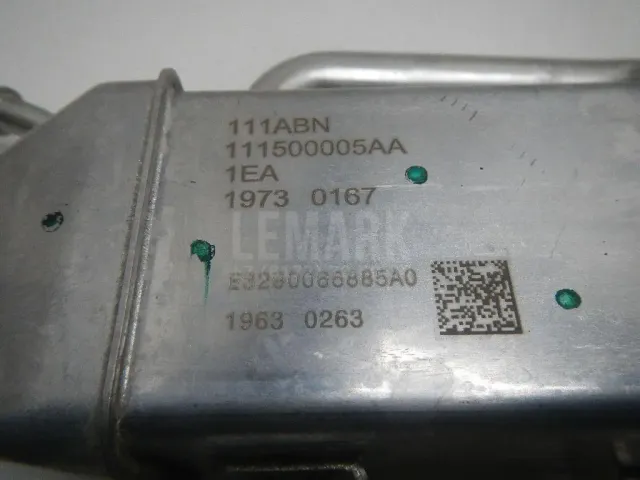 111ABN
111500005AA
1EA
1973 0167
LEMARK
E3280066885A0
1963 0263